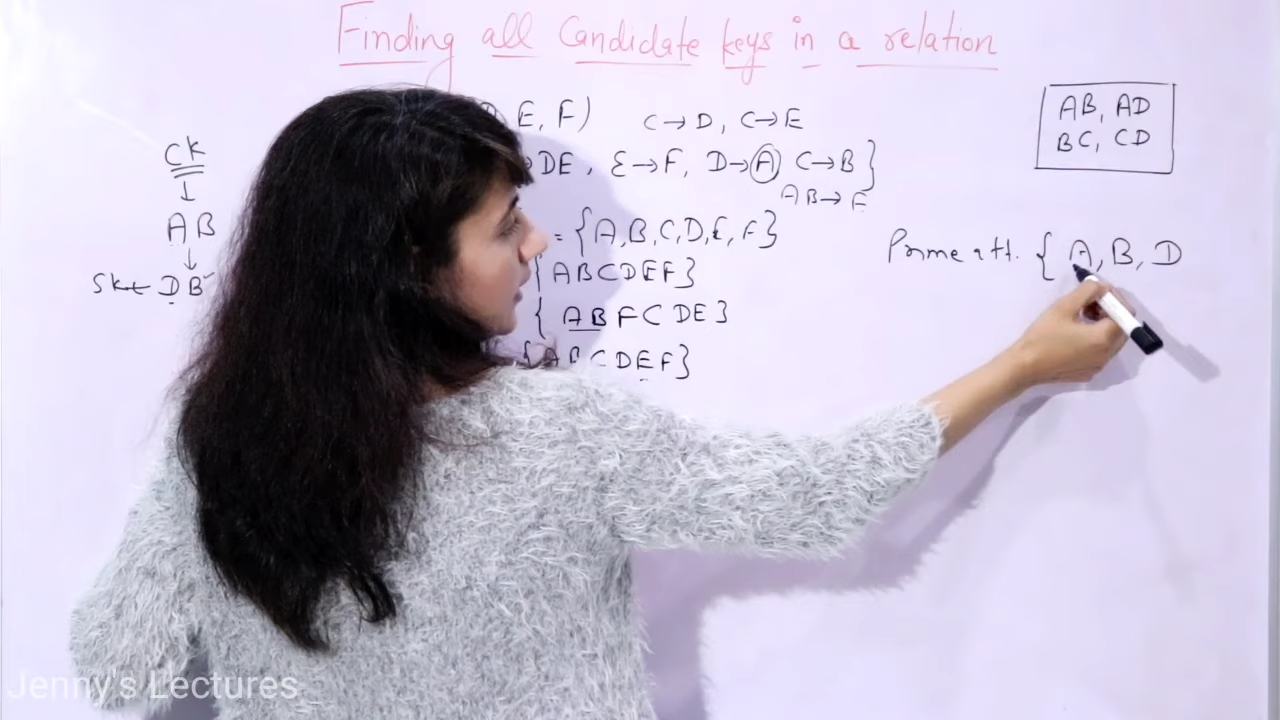 Finding all Candidate keys in a relation
E, F) C→D, C→E
DE, E→F, D→A C→B }
AB→F
= {A,B,C,D,E,F}
{ABCDEF}
{ ABFCDE}
{ABCDEF}
CK
↓
AB
↓
SK← DB
AB, AD
BC, CD
Prime att. { A, B, D
Jenny's Lectures